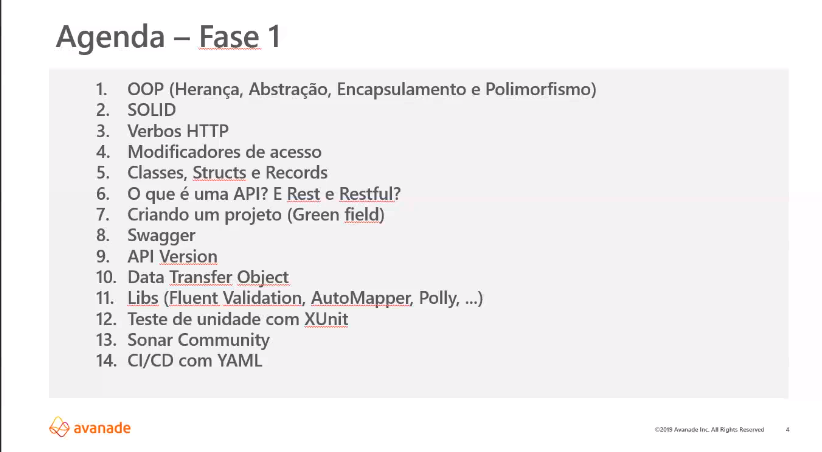 Agenda – Fase 1
1. OOP (Herança, Abstração, Encapsulamento e Polimorfismo)
2. SOLID
3. Verbos HTTP
4. Modificadores de acesso
5. Classes, Structs e Records
6. O que é uma API? E Rest e Restful?
7. Criando um projeto (Green field)
8. Swagger
9. API Version
10. Data Transfer Object
11. Libs (Fluent Validation, AutoMapper, Polly, ...)
12. Teste de unidade com XUnit
13. Sonar Community
14. CI/CD com YAML
avanade
©2019 Avanade Inc. All Rights Reserved
4